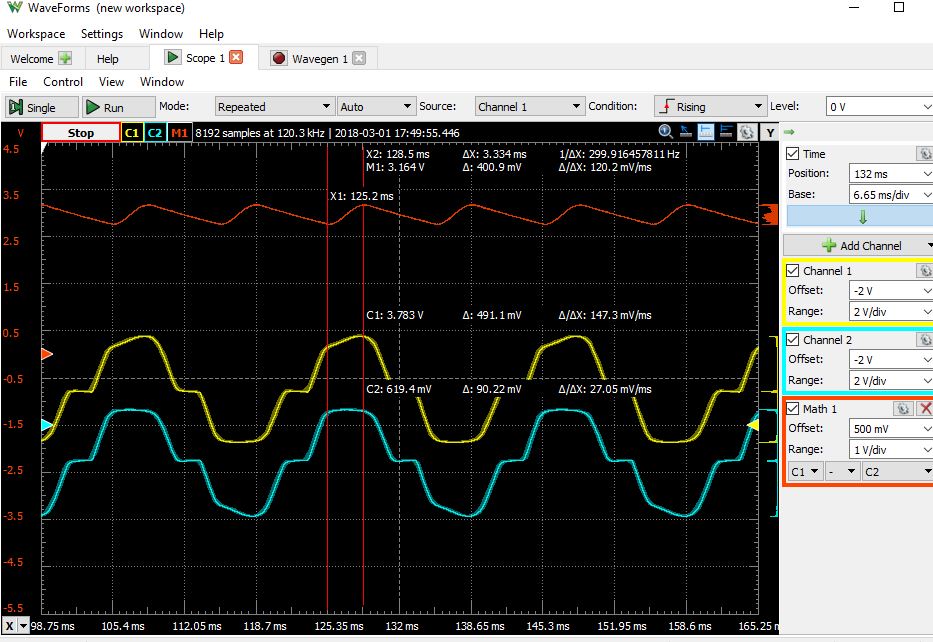 WaveForms (new workspace)
Workspace Settings Window Help
Welcome Help Scope 1 Wavegen 1
File Control View Window
Single Run Mode: Repeated Auto Source: Channel 1 Condition: Rising Level: 0 V
V Stop C1 C2 M1 8192 samples at 120.3 kHz | 2018-03-01 17:49:55.446 Y
4.5
X2: 128.5 ms ΔX: 3.334 ms 1/ΔX: 299.916457811 Hz
M1: 3.164 V Δ: 400.9 mV Δ/ΔX: 120.2 mV/ms
Time
Position: 132 ms
3.5
X1: 125.2 ms
Base: 6.65 ms/div
2.5
Add Channel
Channel 1
1.5
Offset: -2 V
Range: 2 V/div
C1: 3.783 V Δ: 491.1 mV Δ/ΔX: 147.3 mV/ms
0.5
Channel 2
Offset: -2 V
-0.5
Range: 2 V/div
C2: 619.4 mV Δ: 90.22 mV Δ/ΔX: 27.05 mV/ms
Math 1
-1.5
Offset: 500 mV
Range: 1 V/div
-2.5
C1 - C2
-3.5
-4.5
-5.5
X 98.75 ms 105.4 ms 112.05 ms 118.7 ms 125.35 ms 132 ms 138.65 ms 145.3 ms 151.95 ms 158.6 ms 165.25 n